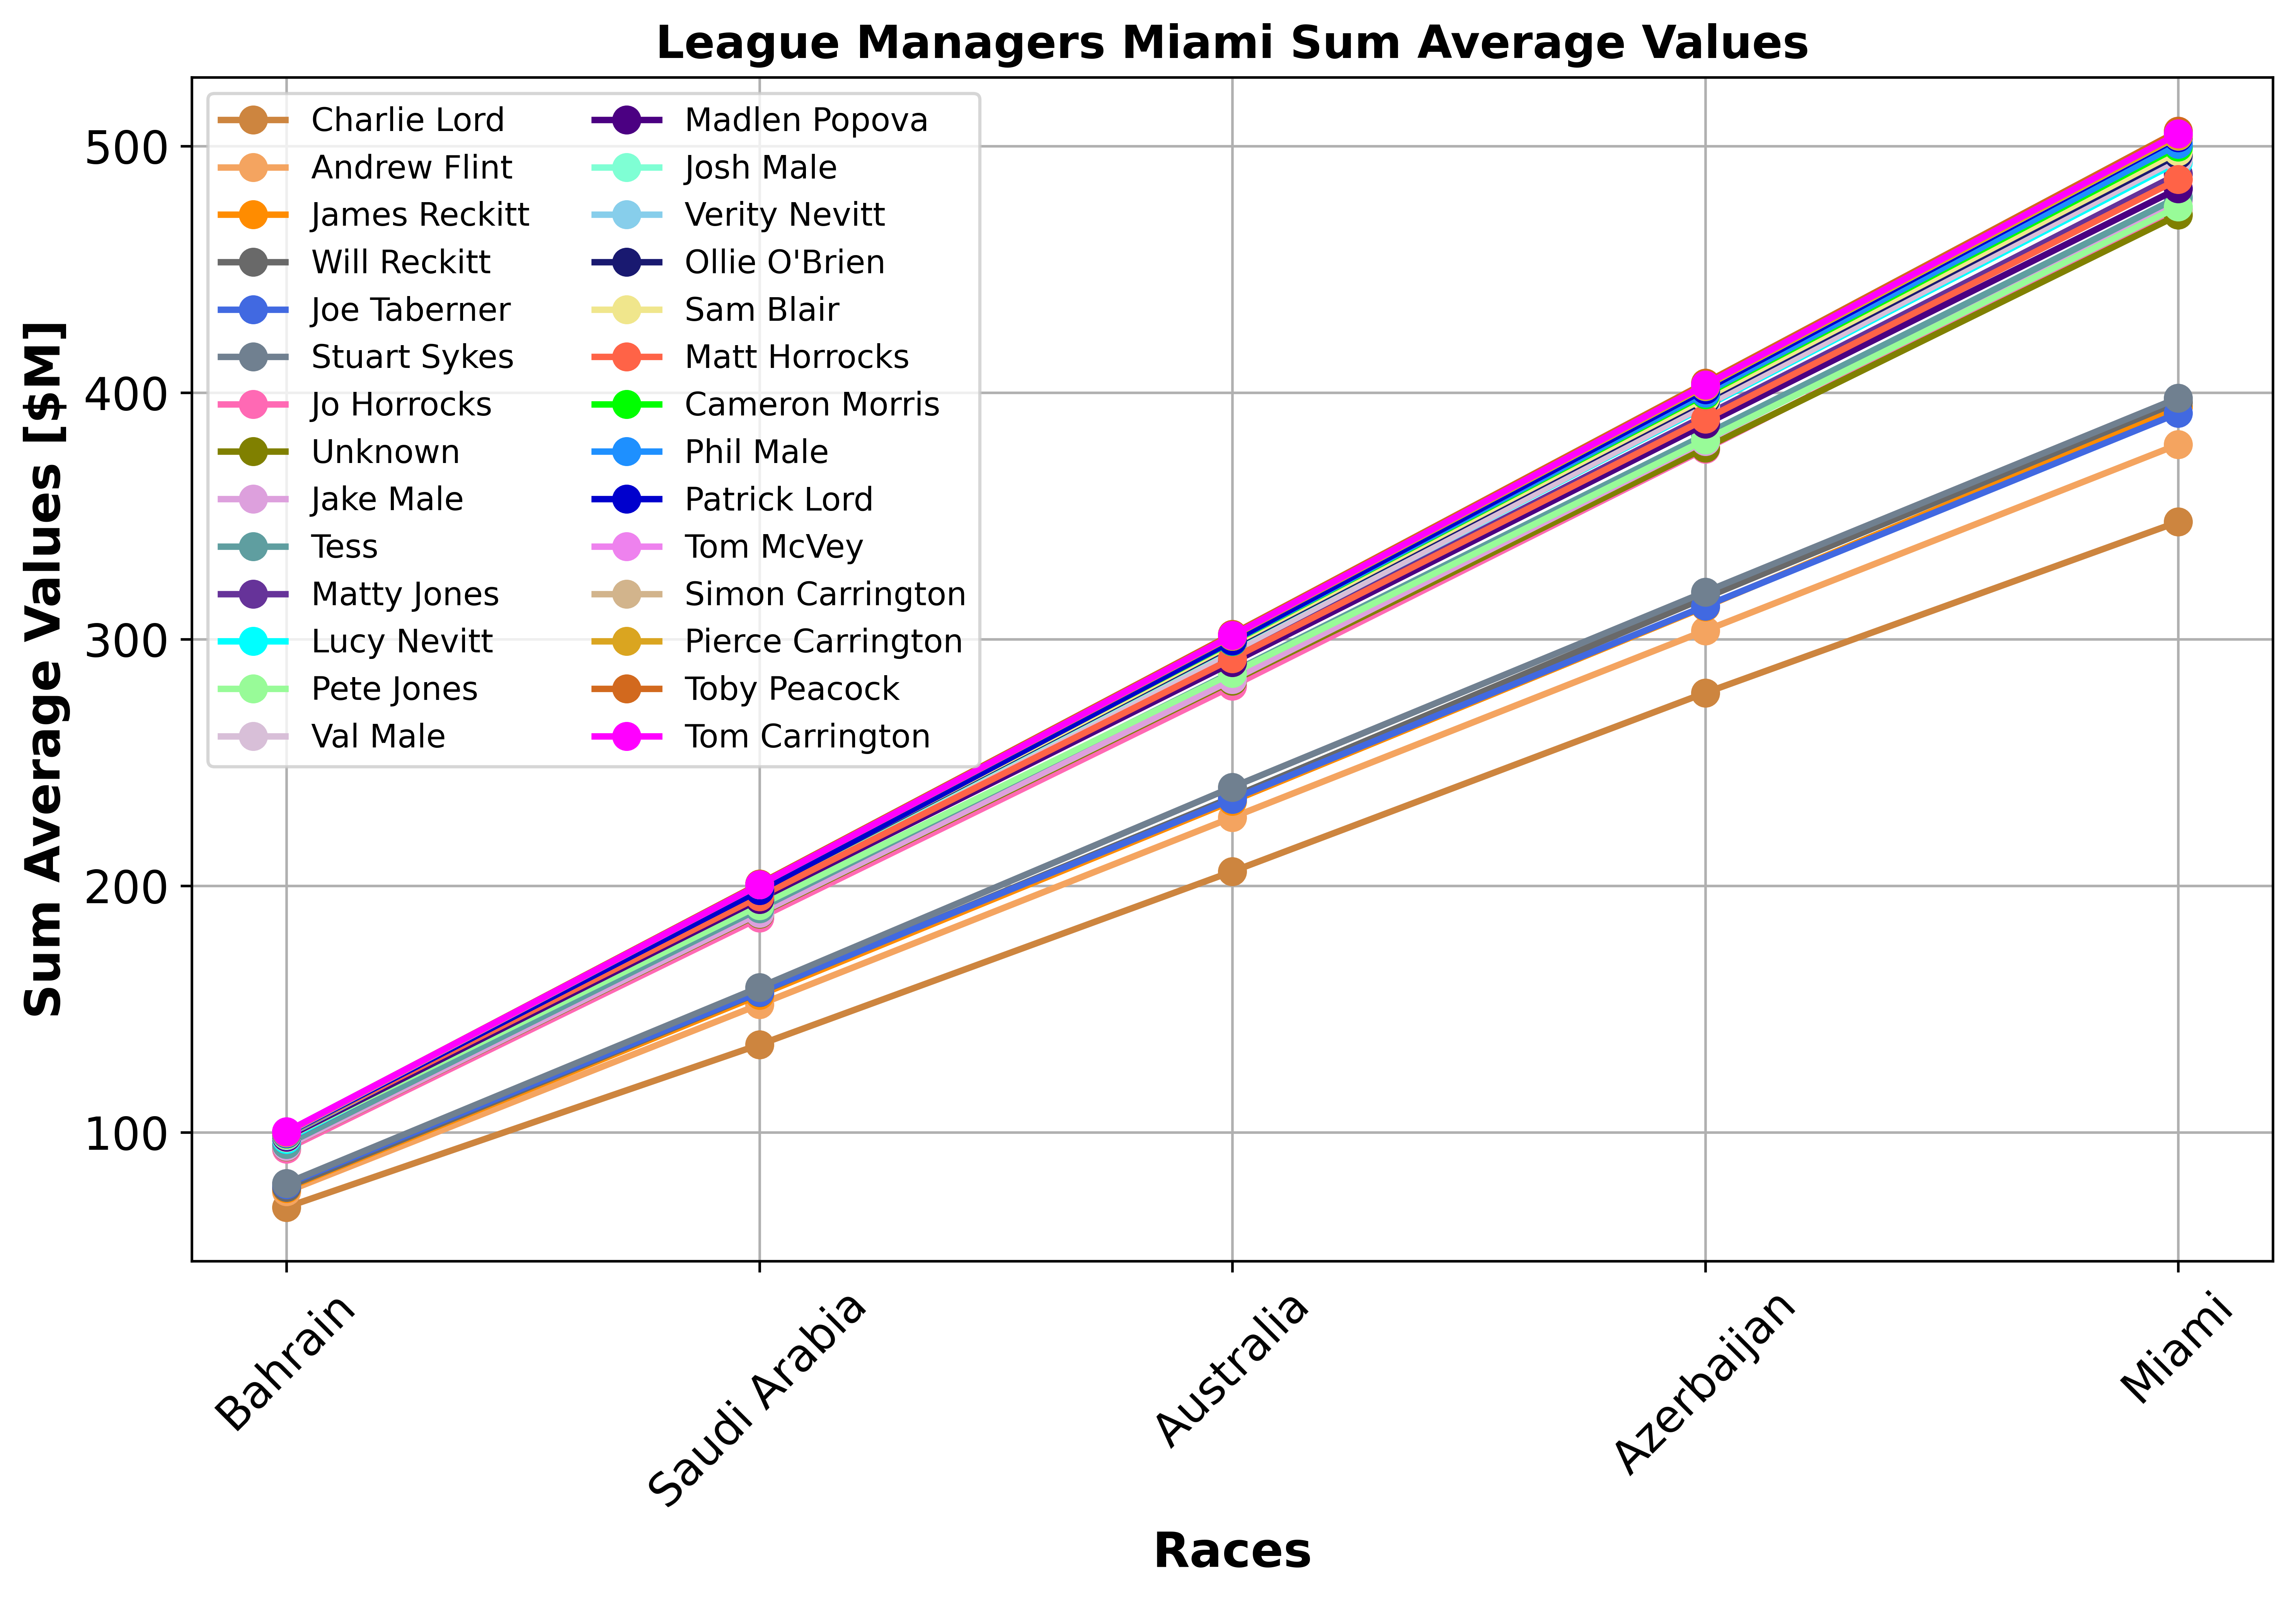 League Managers Miami Sum Average Values
Sum Average Values [$M]
500
400
300
200
100
Charlie Lord
Andrew Flint
James Reckitt
Will Reckitt
Joe Taberner
Stuart Sykes
Jo Horrocks
Unknown
Jake Male
Tess
Matty Jones
Lucy Nevitt
Pete Jones
Val Male
Madlen Popova
Josh Male
Verity Nevitt
Ollie O'Brien
Sam Blair
Matt Horrocks
Cameron Morris
Phil Male
Patrick Lord
Tom McVey
Simon Carrington
Pierce Carrington
Toby Peacock
Tom Carrington
Bahrain
Saudi Arabia
Australia
Azerbaijan
Miami
Races